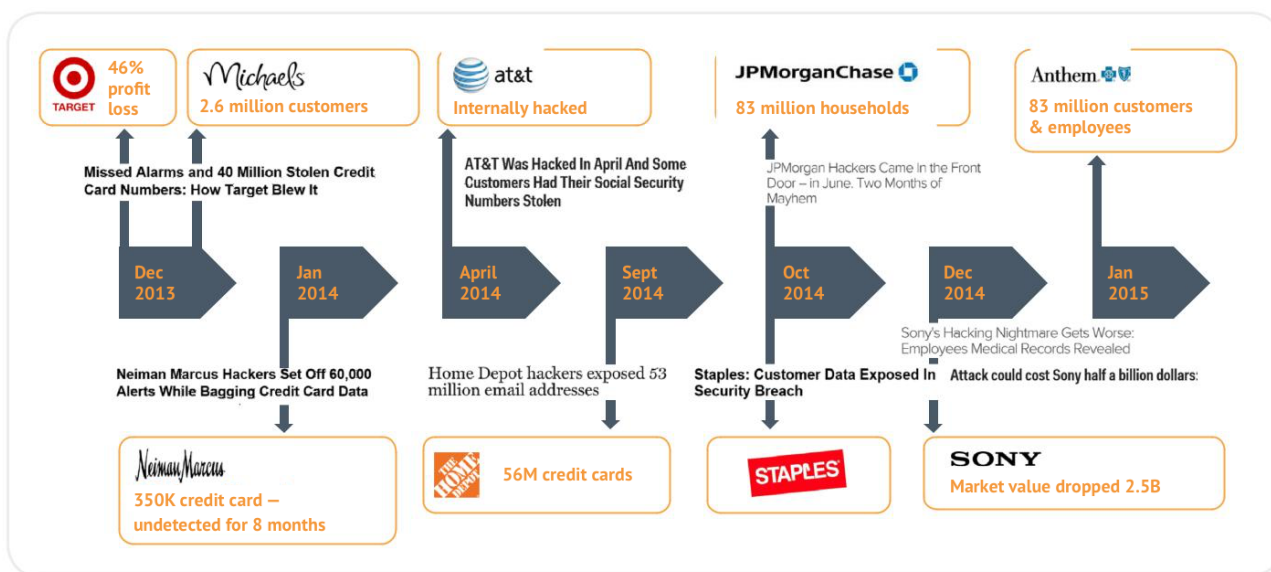 TARGET
46%
profit
loss
Michaels
2.6 million customers
at&t
Internally hacked
JPMorganChase
83 million households
Anthem
83 million customers
& employees
Missed Alarms and 40 Million Stolen Credit
Card Numbers: How Target Blew It
AT&T Was Hacked In April And Some
Customers Had Their Social Security
Numbers Stolen
JPMorgan Hackers Came In the Front
Door – in June. Two Months of
Mayhem
Dec
2013
Jan
2014
April
2014
Sept
2014
Oct
2014
Dec
2014
Jan
2015
Neiman Marcus Hackers Set Off 60,000
Alerts While Bagging Credit Card Data
Home Depot hackers exposed 53
million email addresses
Staples: Customer Data Exposed In
Security Breach
Sony's Hacking Nightmare Gets Worse:
Employees Medical Records Revealed
Attack could cost Sony half a billion dollars:
Neiman Marcus
350K credit card —
undetected for 8 months
THE
HOME
DEPOT
56M credit cards
STAPLES
SONY
Market value dropped 2.5B